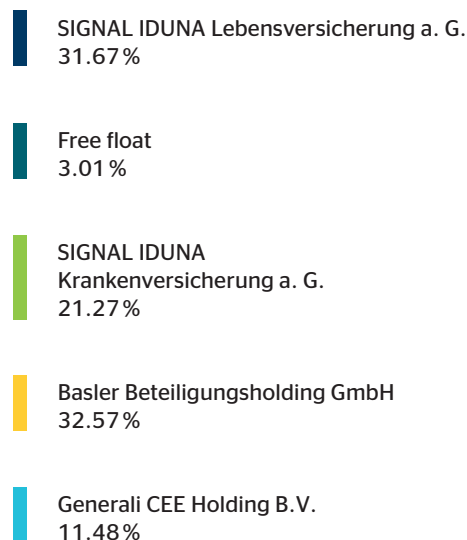 SIGNAL IDUNA Lebensversicherung a. G.
31.67 %
Free float
3.01 %
SIGNAL IDUNA
Krankenversicherung a. G.
21.27 %
Basler Beteiligungsholding GmbH
32.57 %
Generali CEE Holding B.V.
11.48 %